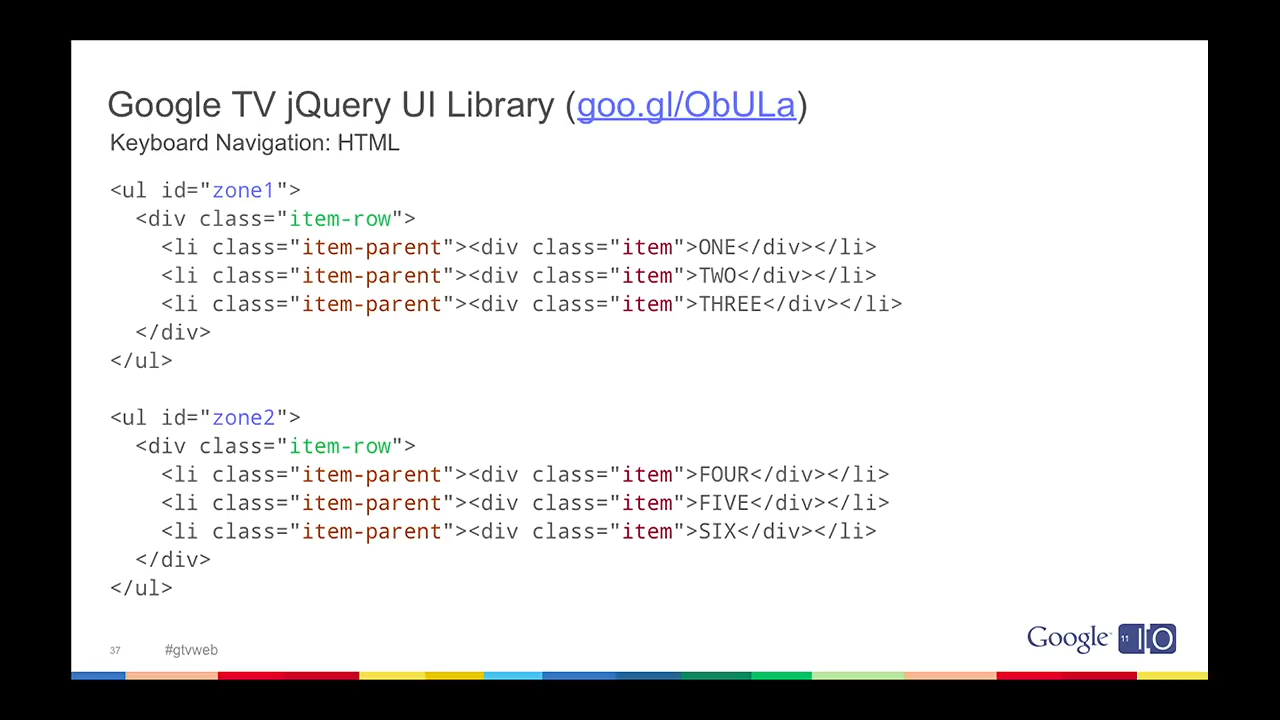 Google TV jQuery UI Library (goo.gl/ObULa)
Keyboard Navigation: HTML
<ul id="zone1">
  <div class="item-row">
    <li class="item-parent"><div class="item">ONE</div></li>
    <li class="item-parent"><div class="item">TWO</div></li>
    <li class="item-parent"><div class="item">THREE</div></li>
  </div>
</ul>
<ul id="zone2">
  <div class="item-row">
    <li class="item-parent"><div class="item">FOUR</div></li>
    <li class="item-parent"><div class="item">FIVE</div></li>
    <li class="item-parent"><div class="item">SIX</div></li>
  </div>
</ul>
37 #gtvweb
Google 11 IO